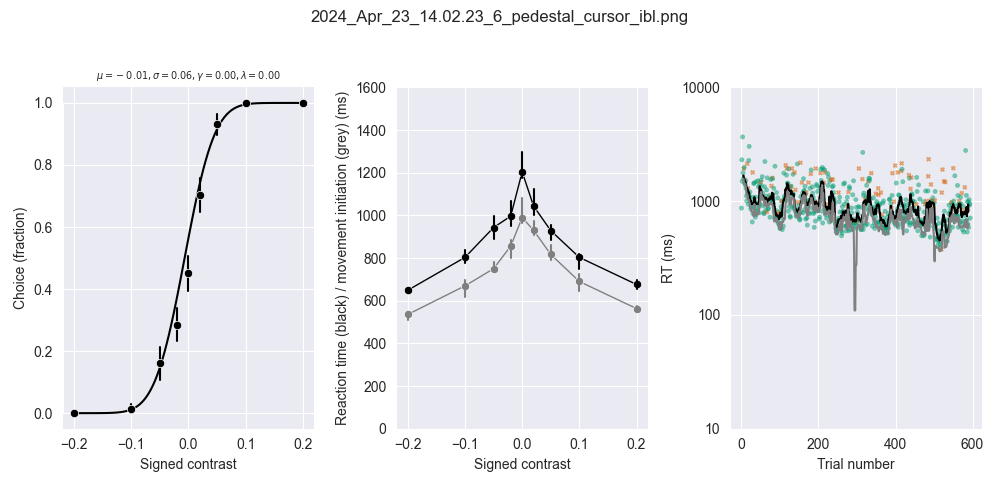 2024_Apr_23_14.02.23_6_pedestal_cursor_ibl.png
μ = − 0.01, σ = 0.06, γ = 0.00, λ = 0.00
Choice (fraction)
1.0
0.8
0.6
0.4
0.2
0.0
−0.2 −0.1 0.0 0.1 0.2
Signed contrast
Reaction time (black) / movement initiation (grey) (ms)
1600
1400
1200
1000
800
600
400
200
0
−0.2 −0.1 0.0 0.1 0.2
Signed contrast
RT (ms)
10000
1000
100
10
0 200 400 600
Trial number